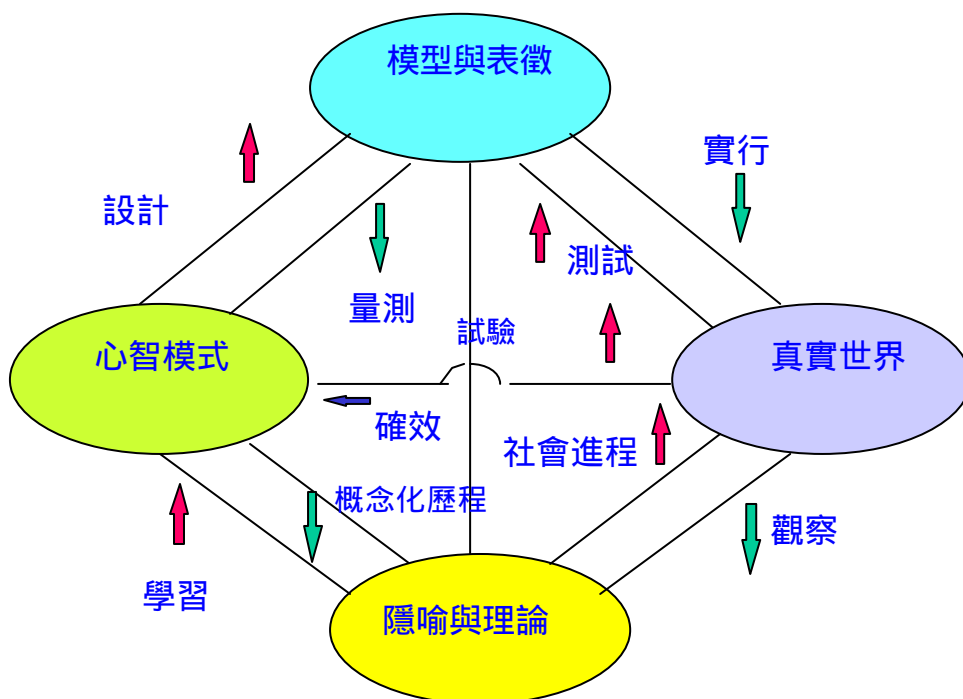 模型與表徵
實行
設計
測試
量測
試驗
心智模式
真實世界
確效
社會進程
概念化歷程
觀察
學習
隱喻與理論